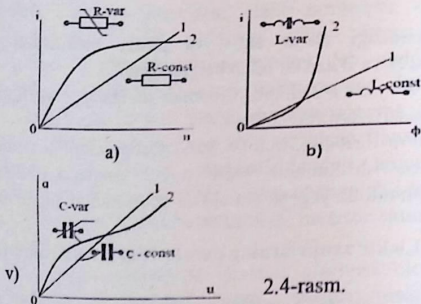 i
R-var
1
2
R-const
0
u
a)
i
L-var
2
1
L-const
0
Ф
b)
q
C-var
1
2
C - const
v)
0
u
2.4-rasm.